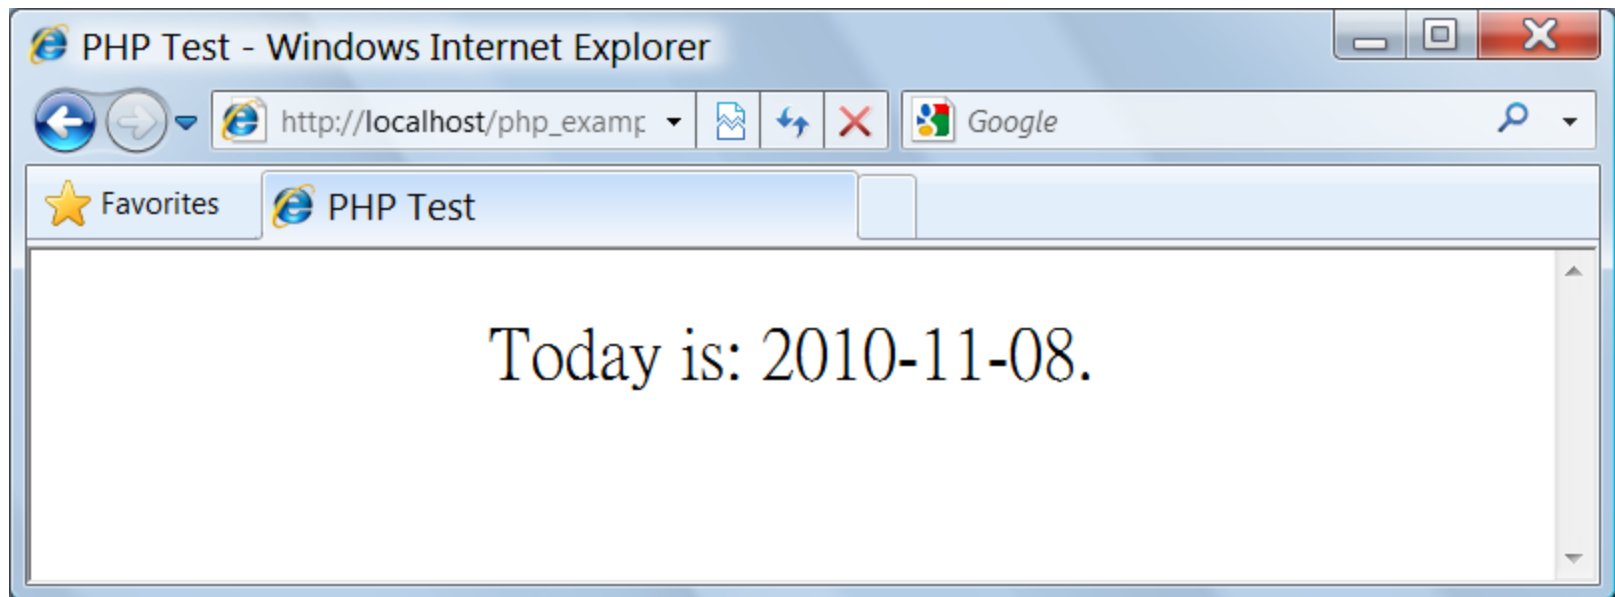 PHP Test - Windows Internet Explorer
http://localhost/php_examp
Google
Favorites
PHP Test
Today is: 2010-11-08.